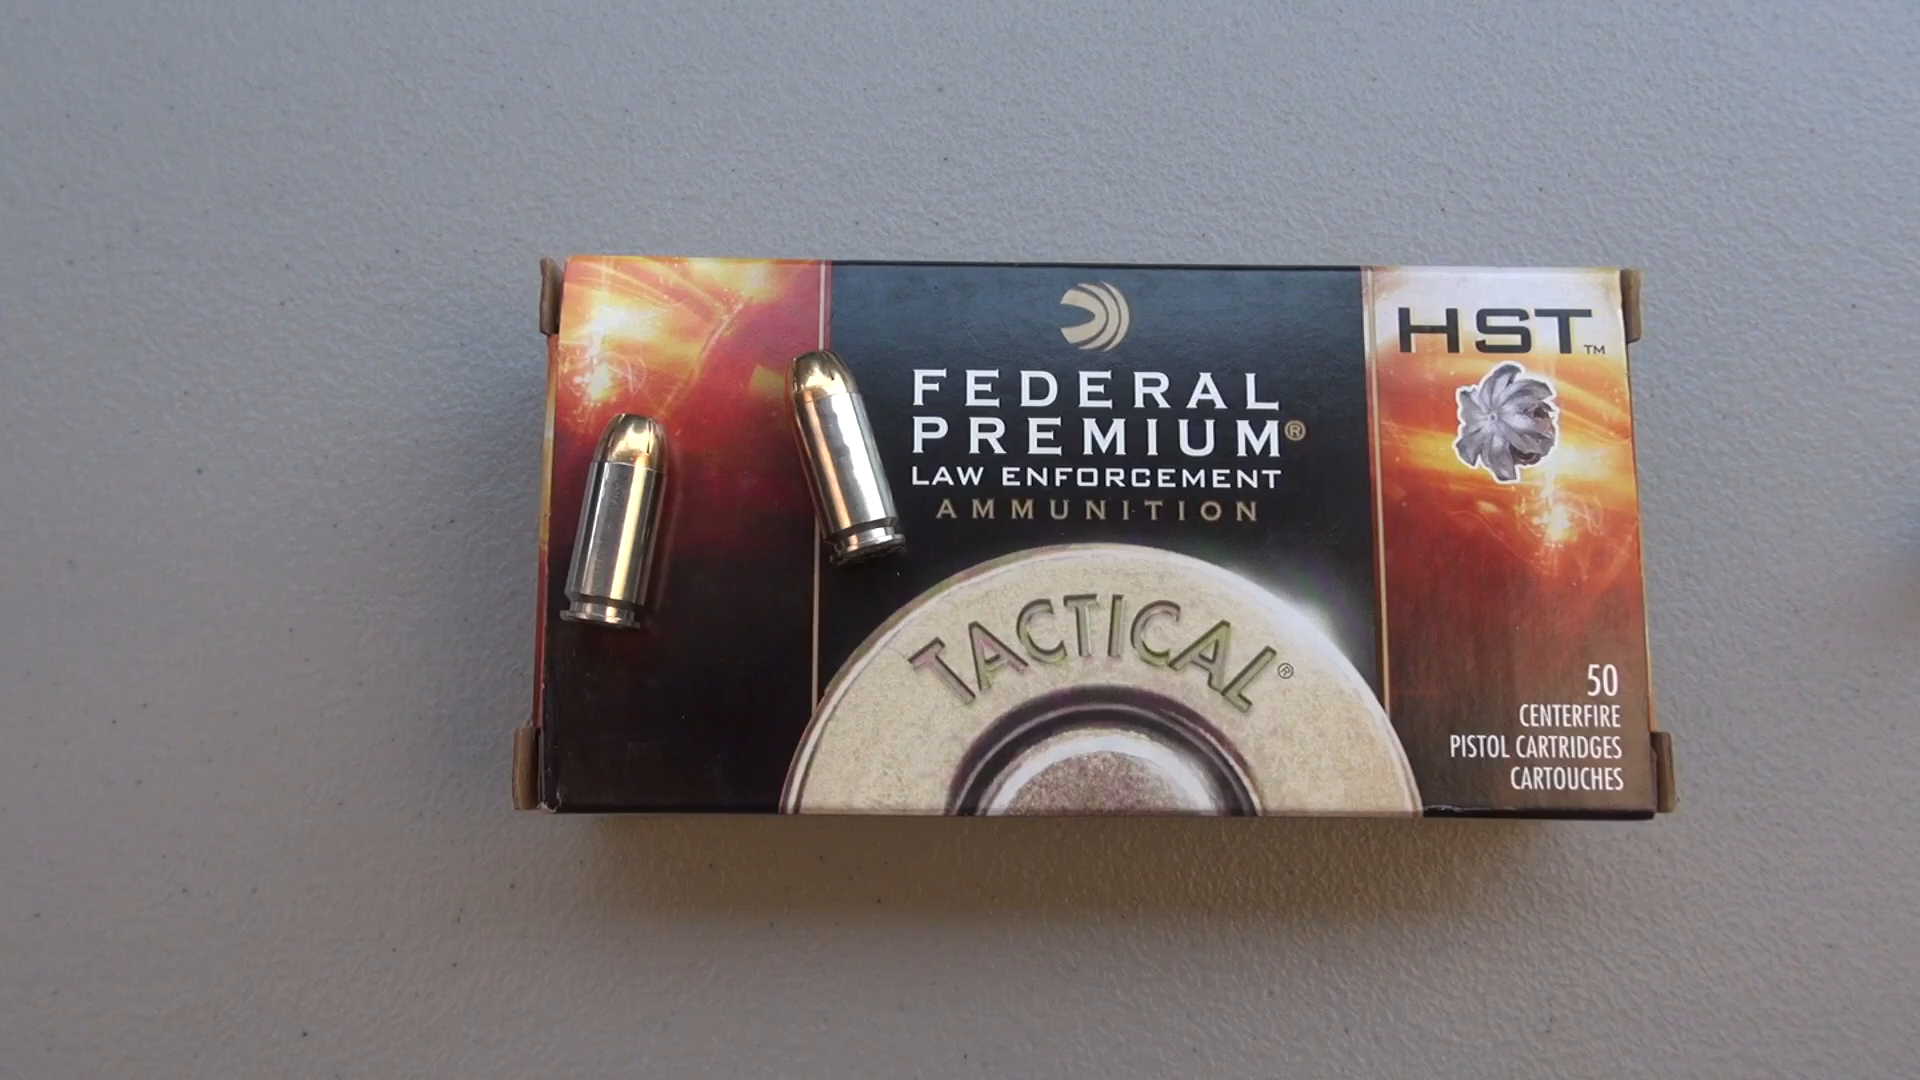 FEDERAL
PREMIUM®
LAW ENFORCEMENT
AMMUNITION
TACTICAL®
HST™
50
CENTERFIRE
PISTOL CARTRIDGES
CARTOUCHES